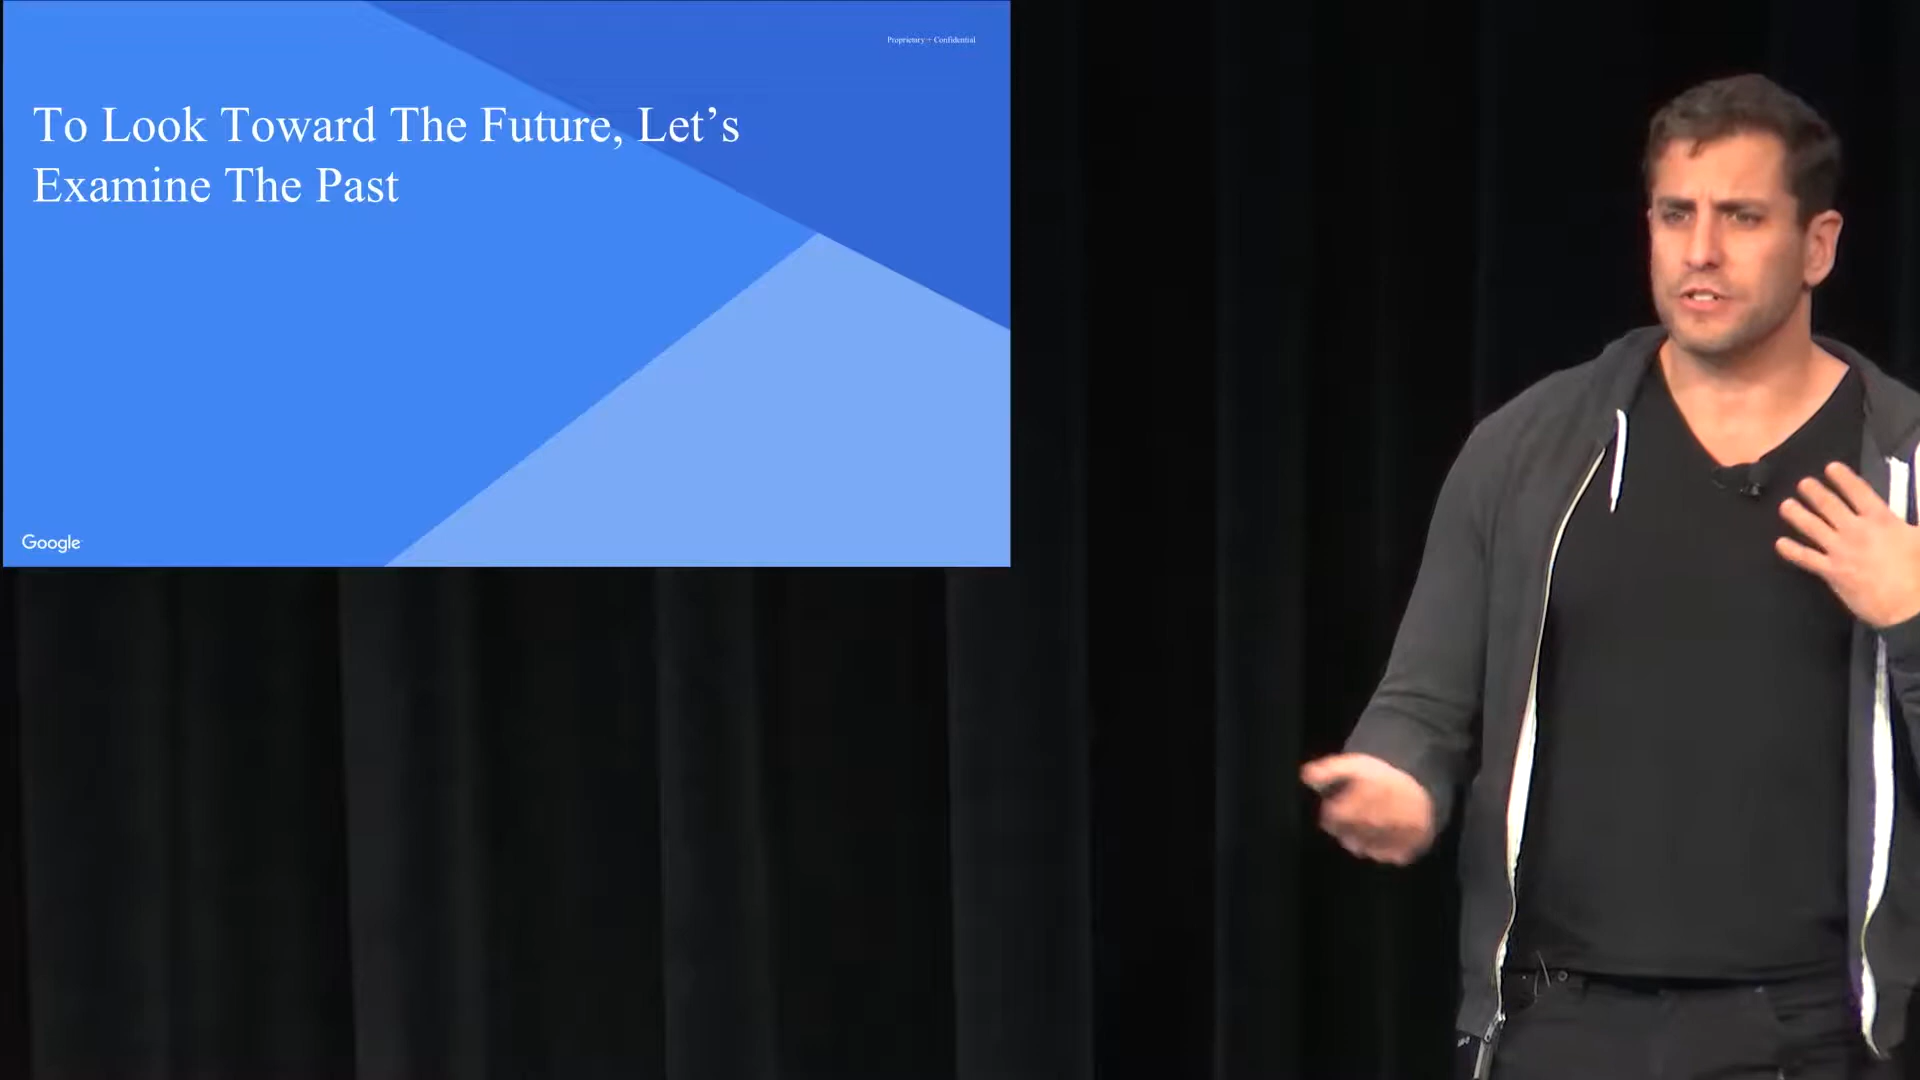 Proprietary + Confidential
To Look Toward The Future, Let’s
Examine The Past
Google